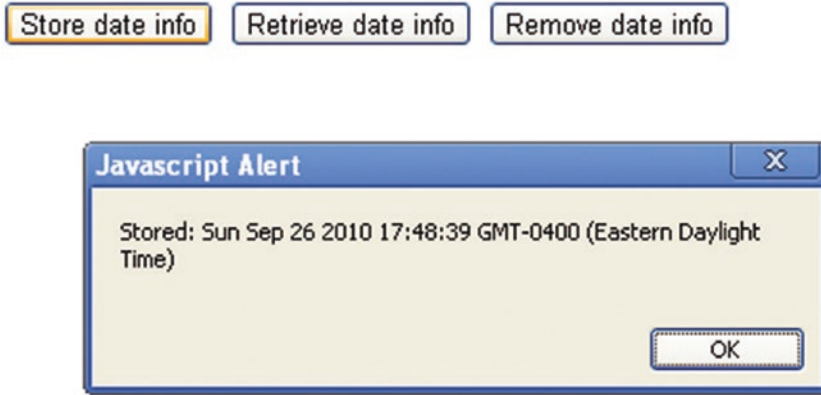 Store date info Retrieve date info Remove date info
Javascript Alert
Stored: Sun Sep 26 2010 17:48:39 GMT-0400 (Eastern Daylight
Time)
OK